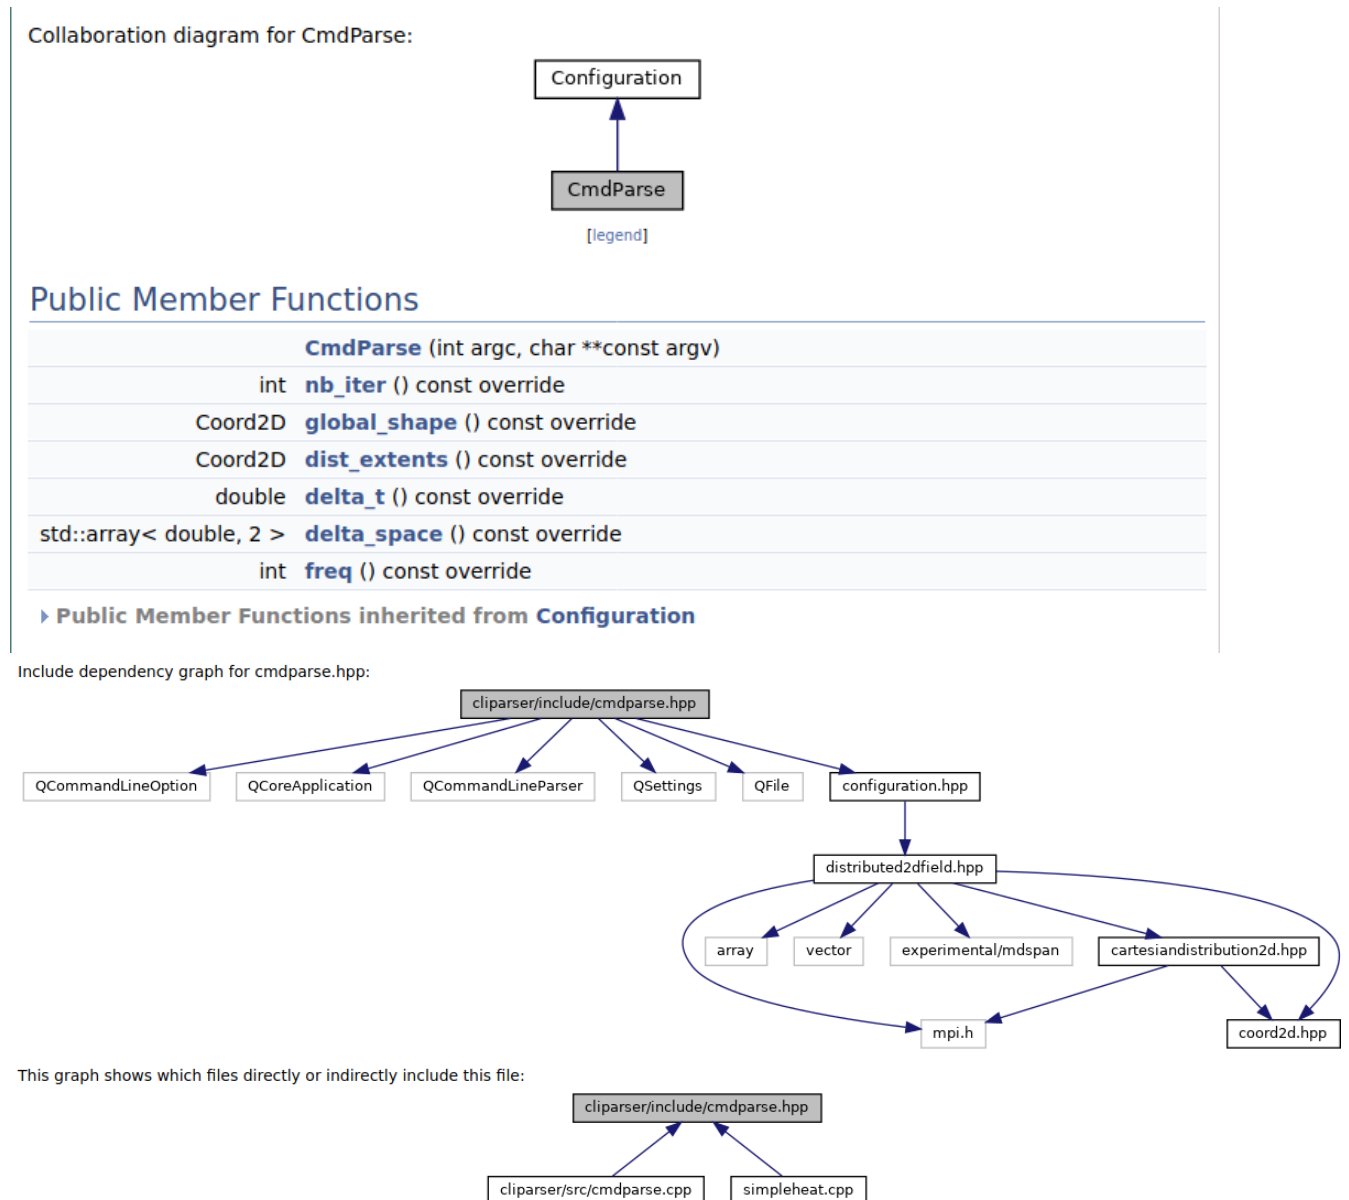 Collaboration diagram for CmdParse:
Configuration
CmdParse
[legend]
Public Member Functions
CmdParse (int argc, char **const argv)
int nb_iter () const override
Coord2D global_shape () const override
Coord2D dist_extents () const override
double delta_t () const override
std::array< double, 2 > delta_space () const override
int freq () const override
Public Member Functions inherited from Configuration
Include dependency graph for cmdparse.hpp:
cliparser/include/cmdparse.hpp
QCommandLineOption QCoreApplication QCommandLineParser QSettings QFile configuration.hpp
distributed2dfield.hpp
array vector experimental/mdspan cartesiandistribution2d.hpp
mpi.h coord2d.hpp
This graph shows which files directly or indirectly include this file:
cliparser/include/cmdparse.hpp
cliparser/src/cmdparse.cpp simpleheat.cpp